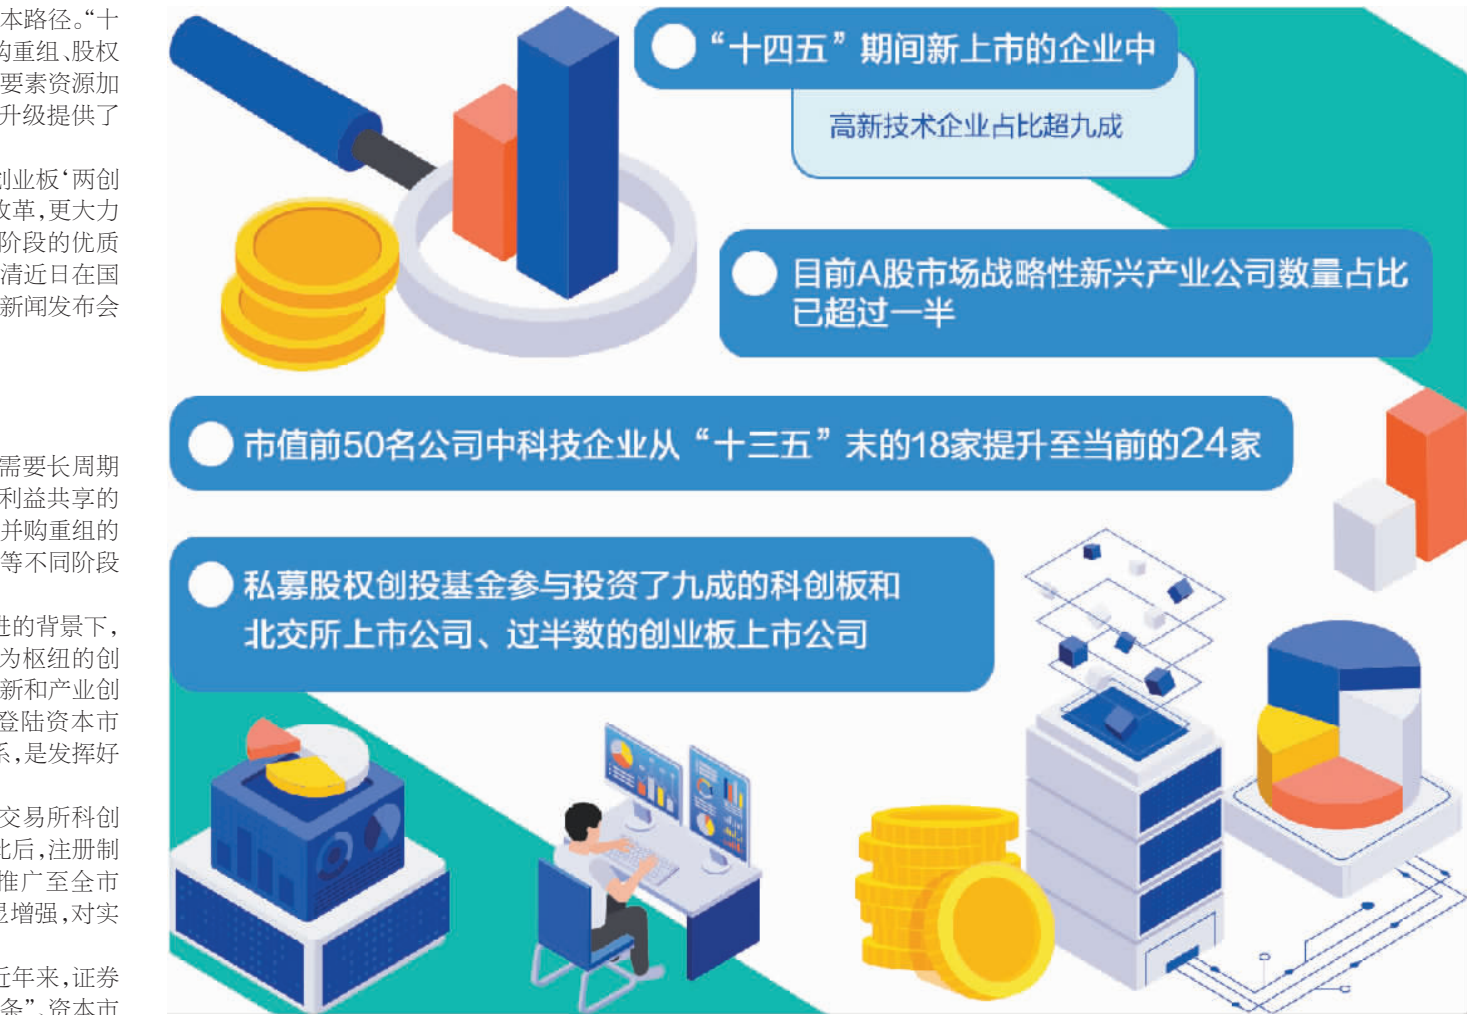 本路径。“十
购重组、股权
要素资源加
升级提供了
创业板‘两创
改革，更大力
阶段的优质
清近日在国
新闻发布会
需要长周期
利益共享的
并购重组的
等不同阶段
进的背景下，
为枢纽的创
新和产业创
登陆资本市
系，是发挥好
交易所科创
此后，注册制
推广至全市
显增强，对实
近年来，证券
条”、资本市
“十四五”期间新上市的企业中
高新技术企业占比超九成
目前A股市场战略性新兴产业公司数量占比
已超过一半
市值前50名公司中科技企业从“十三五”末的18家提升至当前的24家
私募股权创投基金参与投资了九成的科创板和
北交所上市公司、过半数的创业板上市公司